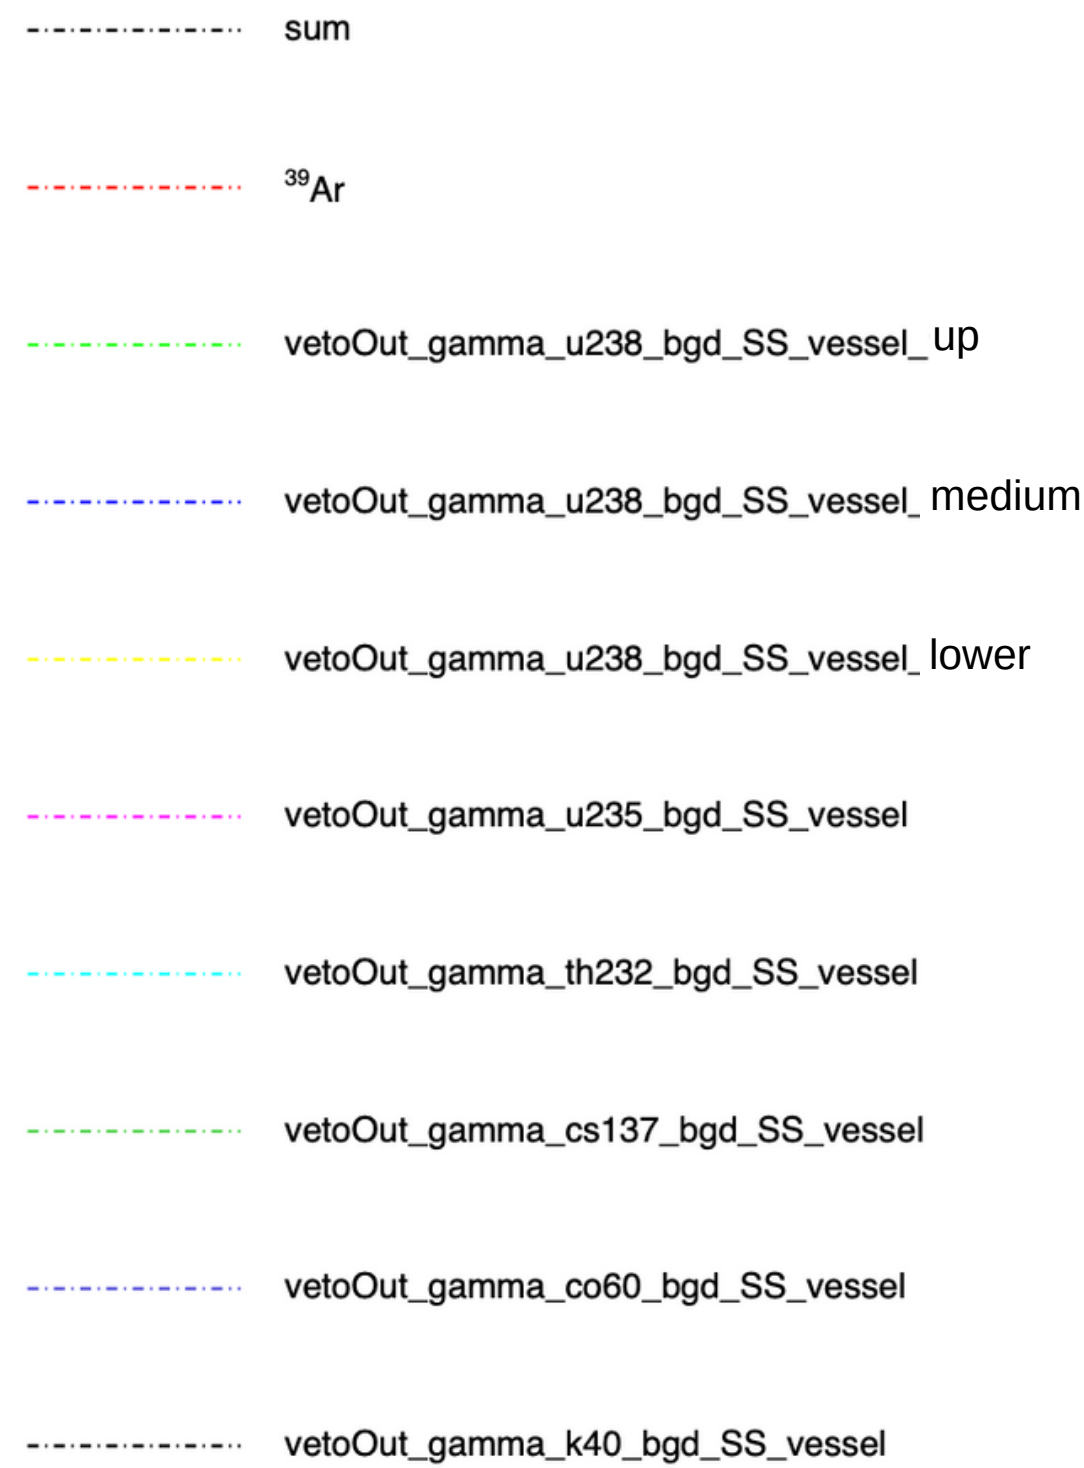 sum
³⁹Ar
vetoOut_gamma_u238_bgd_SS_vessel_up
vetoOut_gamma_u238_bgd_SS_vessel_ medium
vetoOut_gamma_u238_bgd_SS_vessel_ lower
vetoOut_gamma_u235_bgd_SS_vessel
vetoOut_gamma_th232_bgd_SS_vessel
vetoOut_gamma_cs137_bgd_SS_vessel
vetoOut_gamma_co60_bgd_SS_vessel
vetoOut_gamma_k40_bgd_SS_vessel